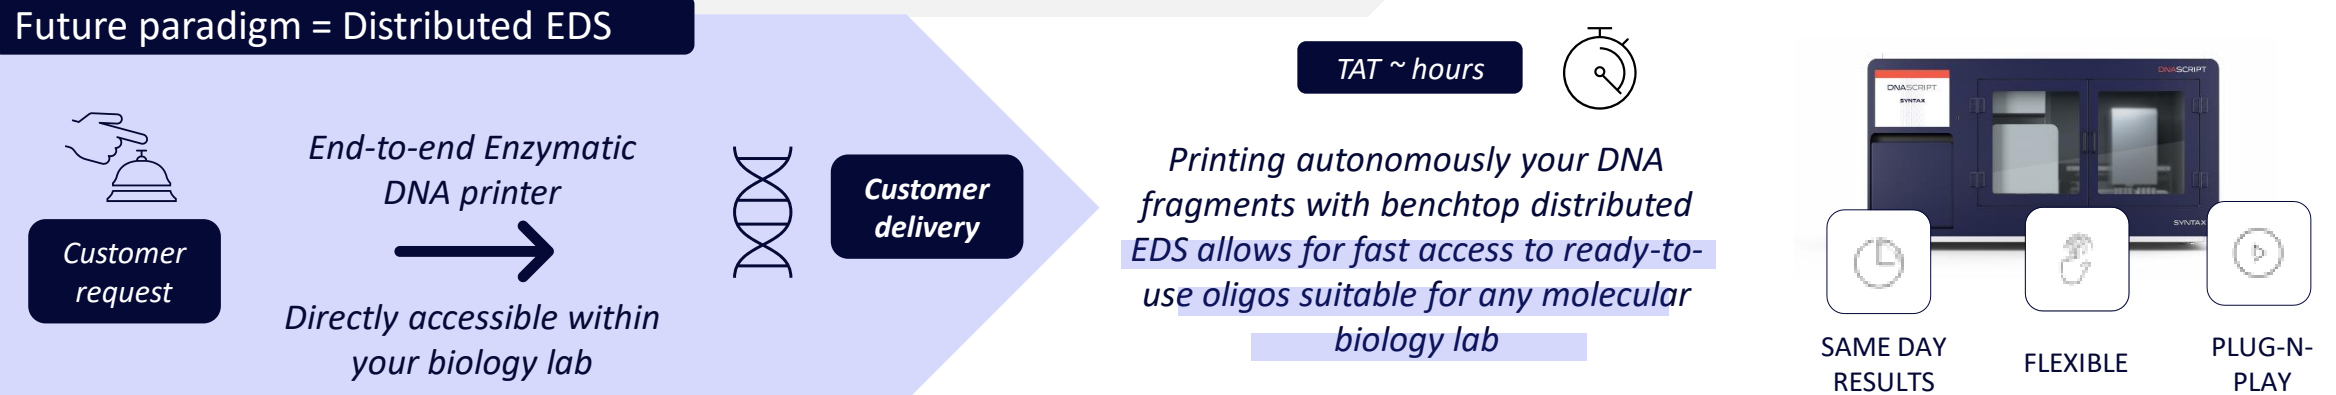 Future paradigm = Distributed EDS
Customer
request
End-to-end Enzymatic
DNA printer
Directly accessible within
your biology lab
Customer
delivery
TAT ~ hours
Printing autonomously your DNA
fragments with benchtop distributed
EDS allows for fast access to ready-to-
use oligos suitable for any molecular
biology lab
DNASCRIPT
DNASCRIPT
SYNTAX
SYNTAX
SAME DAY
RESULTS
FLEXIBLE
PLUG-N-
PLAY